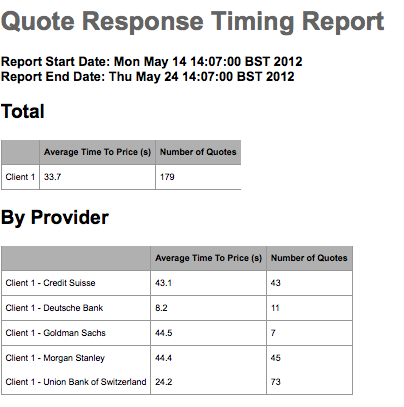 Quote Response Timing Report
Report Start Date: Mon May 14 14:07:00 BST 2012
Report End Date: Thu May 24 14:07:00 BST 2012
Total
Average Time To Price (s) Number of Quotes
Client 1 33.7 179
By Provider
Average Time To Price (s) Number of Quotes
Client 1 - Credit Suisse 43.1 43
Client 1 - Deutsche Bank 8.2 11
Client 1 - Goldman Sachs 44.5 7
Client 1 - Morgan Stanley 44.4 45
Client 1 - Union Bank of Switzerland 24.2 73